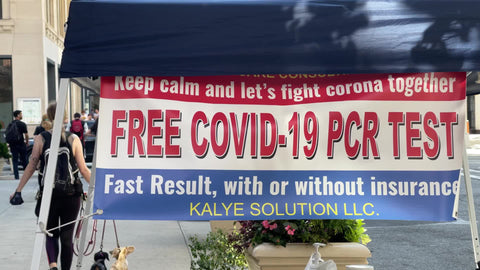 Keep calm and let's fight corona together
FREE COVID-19 PCR TEST
Fast Result, with or without insurance
KALYE SOLUTION LLC.